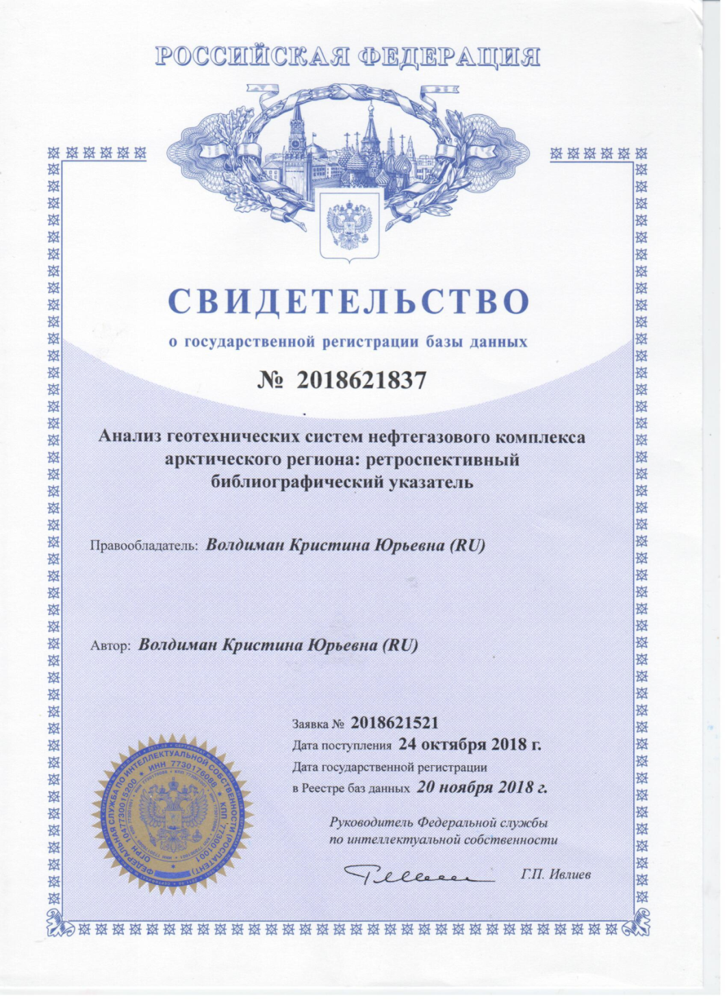 РОССИЙСКАЯ ФЕДЕРАЦИЯ
СВИДЕТЕЛЬСТВО
о государственной регистрации базы данных
№ 2018621837
Анализ геотехнических систем нефтегазового комплекса
арктического региона: ретроспективный
библиографический указатель
Правообладатель: Волдиман Кристина Юрьевна (RU)
Автор: Волдиман Кристина Юрьевна (RU)
Заявка № 2018621521
Дата поступления 24 октября 2018 г.
Дата государственной регистрации
в Реестре баз данных 20 ноября 2018 г.
Руководитель Федеральной службы
по интеллектуальной собственности
Г.П. Ивлиев
ФЕДЕРАЛЬНАЯ СЛУЖБА ПО ИНТЕЛЛЕКТУАЛЬНОЙ СОБСТВЕННОСТИ (РОСПАТЕНТ)
ОГРН 1047730015200 * ИНН 7730176088 * КПП 773001001